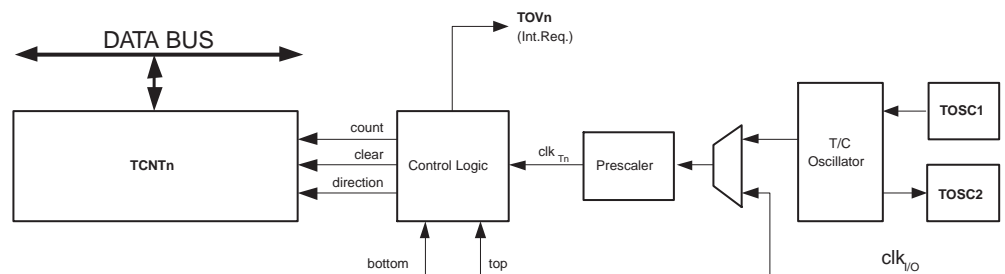 TOVn
(Int.Req.)
DATA BUS
TCNTn
count
clear
direction
Control Logic
clk Tn
Prescaler
T/C
Oscillator
TOSC1
TOSC2
bottom
top
clk I/O